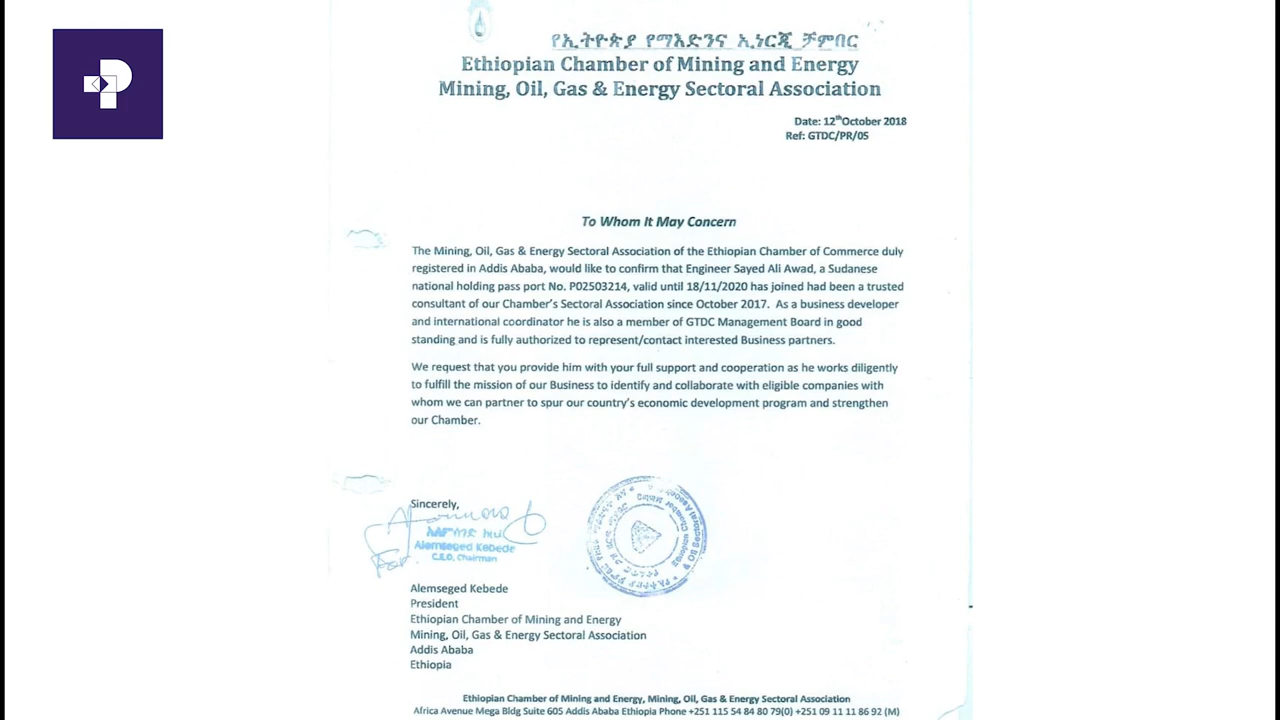 የኢትዮጵያ የማእድንና ኢነርጂ ቻምበር
Ethiopian Chamber of Mining and Energy
Mining, Oil, Gas & Energy Sectoral Association
Date: 12thOctober 2018
Ref: GTDC/PR/05
To Whom It May Concern
The Mining, Oil, Gas & Energy Sectoral Association of the Ethiopian Chamber of Commerce duly
registered in Addis Ababa, would like to confirm that Engineer Sayed Ali Awad, a Sudanese
national holding pass port No. P02503214, valid until 18/11/2020 has joined had been a trusted
consultant of our Chamber's Sectoral Association since October 2017. As a business developer
and international coordinator he is also a member of GTDC Management Board in good
standing and is fully authorized to represent/contact interested Business partners.
We request that you provide him with your full support and cooperation as he works diligently
to fulfill the mission of our Business to identify and collaborate with eligible companies with
whom we can partner to spur our country's economic development program and strengthen
our Chamber.
Sincerely,
Alemseged Kebede
C.E.O, Chairman
Alemseged Kebede
President
Ethiopian Chamber of Mining and Energy
Mining, Oil, Gas & Energy Sectoral Association
Addis Ababa
Ethiopia
Ethiopian Chamber of Mining and Energy, Mining, Oil, Gas & Energy Sectoral Association
Africa Avenue Mega Bldg Suite 605 Addis Ababa Ethiopia Phone +251 115 54 84 80 79(0) +251 09 11 11 86 92 (M)